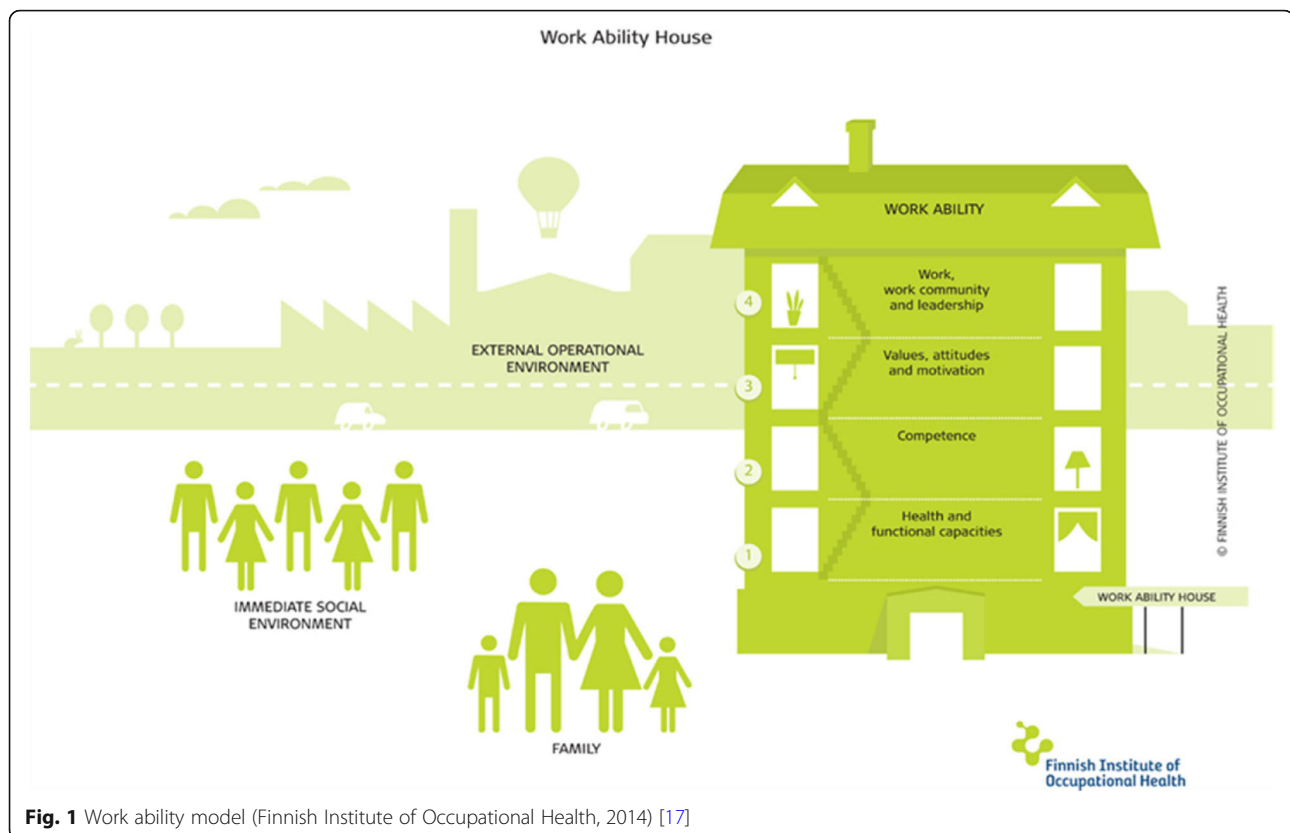 Work Ability House
WORK ABILITY
4
Work,
work community
and leadership
EXTERNAL OPERATIONAL
ENVIRONMENT
3
Values, attitudes
and motivation
2
Competence
1
Health and
functional capacities
© FINNISH INSTITUTE OF OCCUPATIONAL HEALTH
WORK ABILITY HOUSE
IMMEDIATE SOCIAL
ENVIRONMENT
FAMILY
Finnish Institute of
Occupational Health
Fig. 1 Work ability model (Finnish Institute of Occupational Health, 2014) [17]